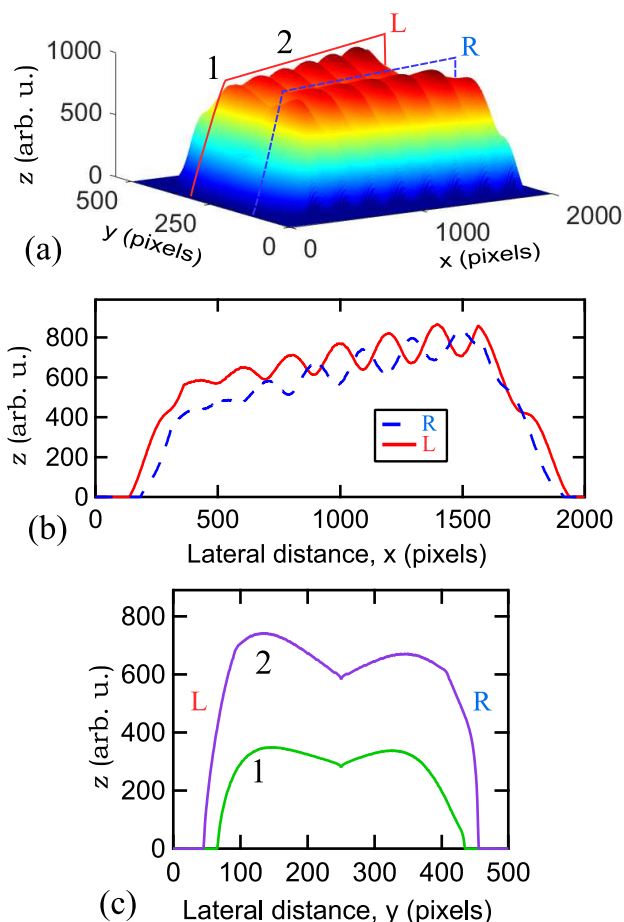 L
2
R
1
1000
500
0
z (arb. u.)
500
250
0
y (pixels)
0
1000
2000
x (pixels)
(a)
800
600
400
200
0
z (arb. u.)
R
L
0
500
1000
1500
2000
Lateral distance, x (pixels)
(b)
800
600
400
200
0
z (arb. u.)
2
L
R
1
0
100
200
300
400
500
Lateral distance, y (pixels)
(c)